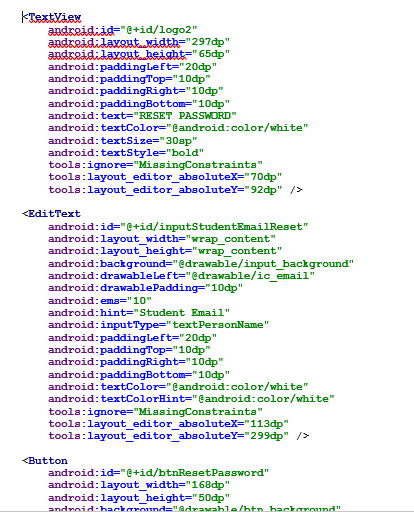 <TextView
android:id="@+id/logo2"
android:layout_width="297dp"
android:layout_height="65dp"
android:paddingLeft="20dp"
android:paddingTop="10dp"
android:paddingRight="10dp"
android:paddingBottom="10dp"
android:text="RESET PASSWORD"
android:textColor="@android:color/white"
android:textSize="30sp"
android:textStyle="bold"
tools:ignore="MissingConstraints"
tools:layout_editor_absoluteX="70dp"
tools:layout_editor_absoluteY="92dp" />
<EditText
android:id="@+id/inputStudentEmailReset"
android:layout_width="wrap_content"
android:layout_height="wrap_content"
android:background="@drawable/input_background"
android:drawableLeft="@drawable/ic_email"
android:drawablePadding="10dp"
android:ems="10"
android:hint="Student Email"
android:inputType="textPersonName"
android:paddingLeft="20dp"
android:paddingTop="10dp"
android:paddingRight="10dp"
android:paddingBottom="10dp"
android:textColor="@android:color/white"
android:textColorHint="@android:color/white"
tools:ignore="MissingConstraints"
tools:layout_editor_absoluteX="113dp"
tools:layout_editor_absoluteY="299dp" />
<Button
android:id="@+id/btnResetPassword"
android:layout_width="168dp"
android:layout_height="50dp"
android:background="@drawable/btn_background"